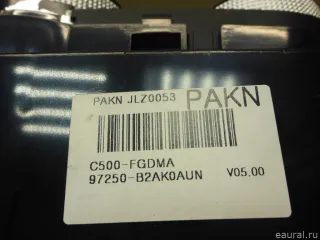 PAKN JLZ0053 PAKN
C500-FGDMA
97250-B2AK0AUN V05.00
© eaural.ru